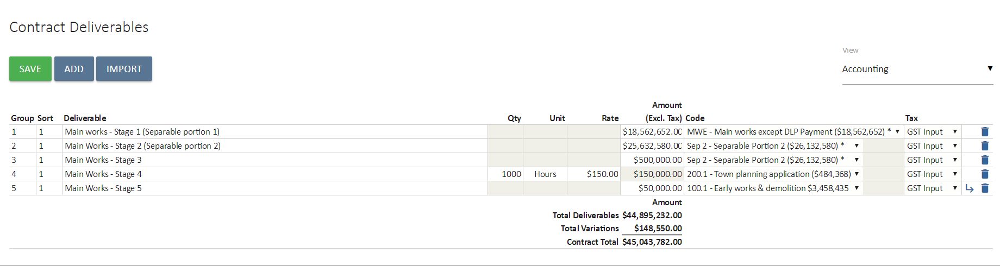 Contract Deliverables
View
SAVE ADD IMPORT Accounting ▼
Amount
Group Sort Deliverable Qty Unit Rate (Excl. Tax) Code Tax
1 1 Main works - Stage 1 (Separable portion 1) $18,562,652.00 MWE - Main works except DLP Payment ($18,562,652) * ▼ GST Input ▼
2 1 Main Works - Stage 2 (Separable portion 2) $25,632,580.00 Sep 2 - Separable Portion 2 ($26,132,580) * ▼ GST Input ▼
3 1 Main Works - Stage 3 $500,000.00 Sep 2 - Separable Portion 2 ($26,132,580) * ▼ GST Input ▼
4 1 Main Works - Stage 4 1000 Hours $150.00 $150,000.00 200.1 - Town planning application ($484,368) ▼ GST Input ▼
5 1 Main Works - Stage 5 $50,000.00 100.1 - Early works & demolition $3,458,435 ▼ GST Input ▼
Amount
Total Deliverables $44,895,232.00
Total Variations $148,550.00
Contract Total $45,043,782.00